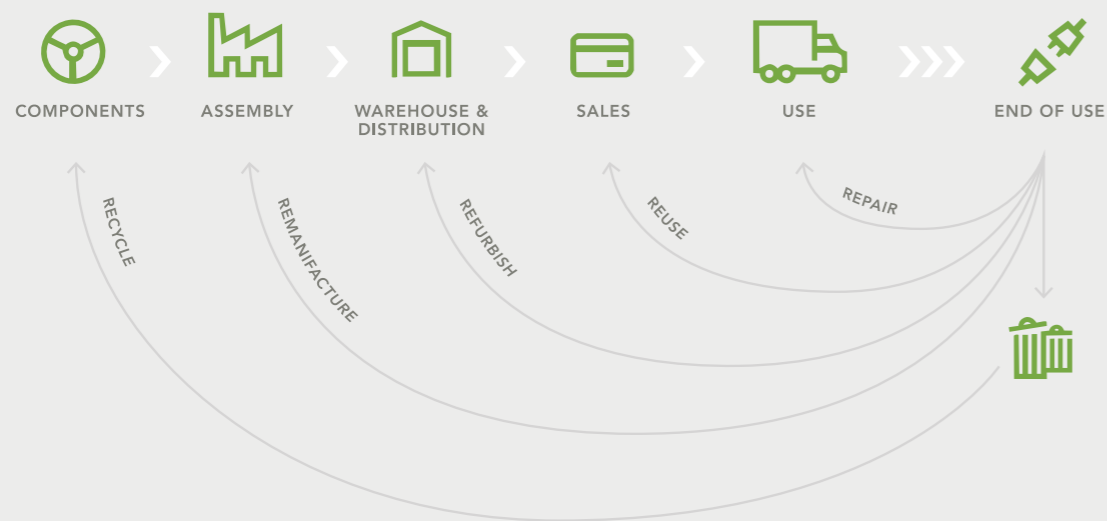 COMPONENTS
ASSEMBLY
WAREHOUSE &
DISTRIBUTION
SALES
USE
END OF USE
RECYCLE
REMANIFACTURE
REFURBISH
REUSE
REPAIR